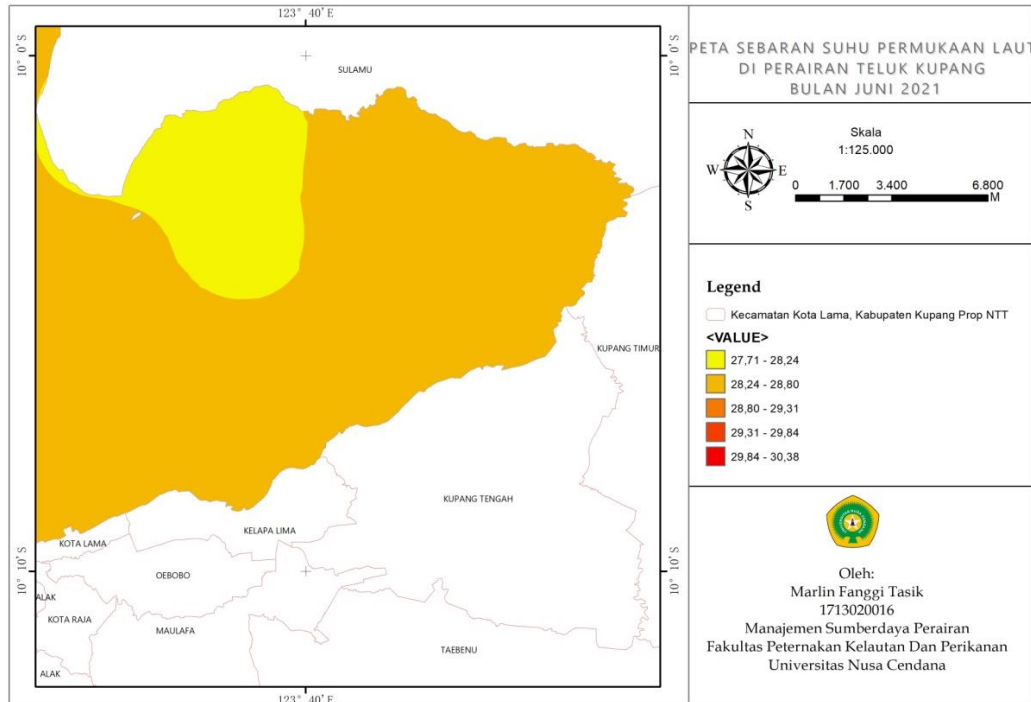 123° 40' E
10° 0' S
10° 0' S
SULAMU
KUPANG TIMUR
KUPANG TENGAH
KELAPA LIMA
KOTA LAMA
OEBOBO
10° 10' S
10° 10' S
ALAK
KOTA RAJA
MAULAFA
TAEBENU
ALAK
123° 40' E
PETA SEBARAN SUHU PERMUKAAN LAUT
DI PERAIRAN TELUK KUPANG
BULAN JUNI 2021
N
W
E
S
Skala
1:125.000
0 1.700 3.400 6.800
M
Legend
Kecamatan Kota Lama, Kabupaten Kupang Prop NTT
<VALUE>
27,71 - 28,24
28,24 - 28,80
28,80 - 29,31
29,31 - 29,84
29,84 - 30,38
Oleh:
Marlin Fanggi Tasik
1713020016
Manajemen Sumberdaya Perairan
Fakultas Peternakan Kelautan Dan Perikanan
Universitas Nusa Cendana